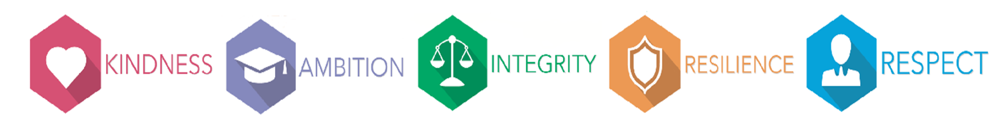 KINDNESS AMBITION INTEGRITY RESILIENCE RESPECT